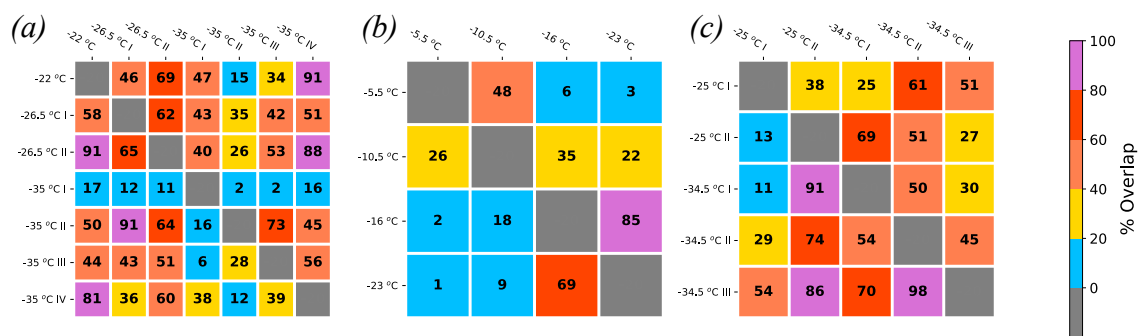 (a)
-22 °C -26.5 °C I -26.5 °C II -35 °C I -35 °C II -35 °C III -35 °C IV
-22 °C 46 69 47 15 34 91
-26.5 °C I 58 62 43 35 42 51
-26.5 °C II 91 65 40 26 53 88
-35 °C I 17 12 11 2 2 16
-35 °C II 50 91 64 16 73 45
-35 °C III 44 43 51 6 28 56
-35 °C IV 81 36 60 38 12 39
(b)
-5.5 °C -10.5 °C -16 °C -23 °C
-5.5 °C 48 6 3
-10.5 °C 26 35 22
-16 °C 2 18 85
-23 °C 1 9 69
(c)
-25 °C I -25 °C II -34.5 °C I -34.5 °C II -34.5 °C III
-25 °C I 38 25 61 51
-25 °C II 13 69 51 27
-34.5 °C I 11 91 50 30
-34.5 °C II 29 74 54 45
-34.5 °C III 54 86 70 98
100
80
60
40
20
0
% Overlap